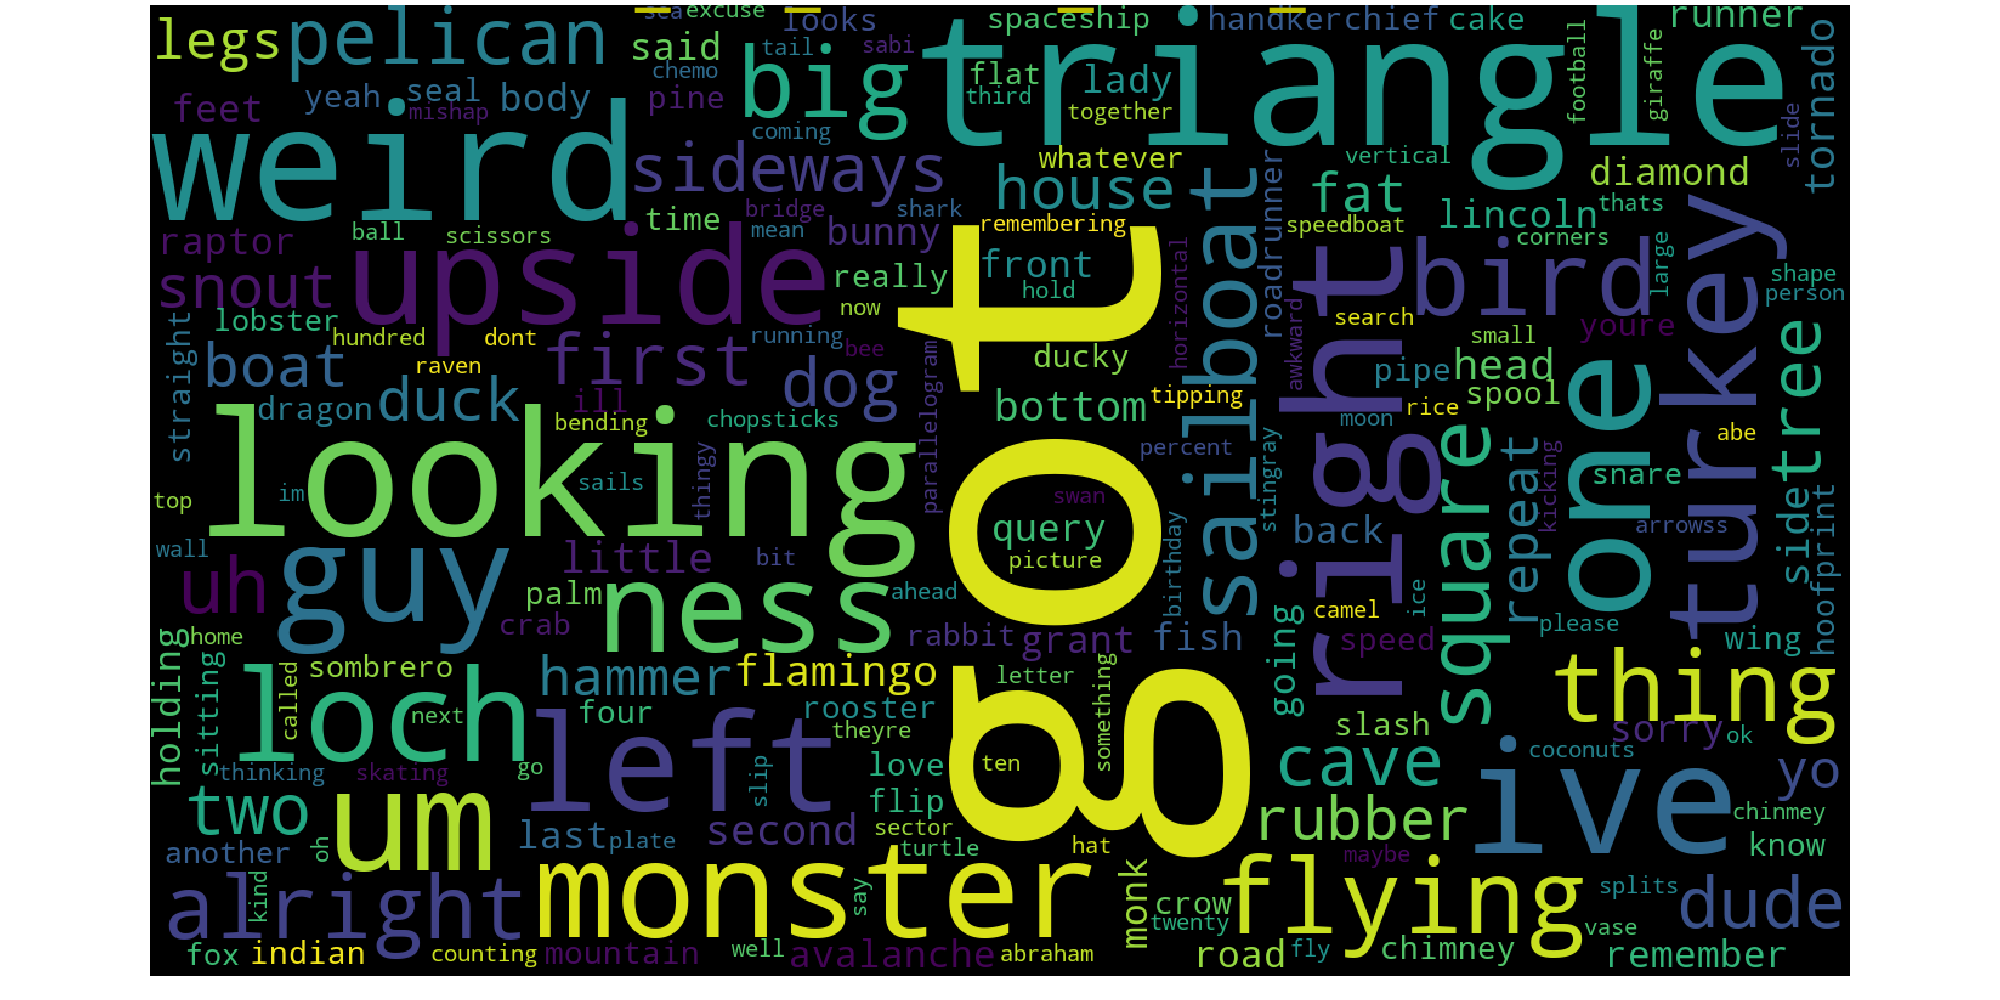 legs
pelican
sea
excuse
looks
spaceship
handkerchief
cake
runner
said
tail
sabi
triangle
big
chemo
flat
lady
football
giraffe
tornado
feet
yeah
seal
body
mishap
pine
third
together
weird
coming
sideways
whatever
vertical
slide
house
sailboat
roadrunner
fat
diamond
time
bridge
shark
remembering
speedboat
lincoln
thats
raptor
ball
scissors
mean
bunny
corners
snout
upside
really
front
horizontal
right
bird
large
shape
turkey
hold
person
lobster
now
awkward
search
small
youre
straight
hundred
dont
running
bee
parallelogram
ducky
boat
raven
first
dog
pipe
head
one
sidetree
dragon
duck
ill
bending
chopsticks
bottom
tipping
moon
rice
spool
abe
looking
got
percent
square
repeat
kicking
snare
top
im
sails
thingy
swan
stingray
hoofprint
wall
query
back
arrowss
uh
guy
little
bit
picture
birthday
palm
ness
ahead
camel
ice
please
home
crab
rabbit
grant
fish
speed
wing
holding
sitting
loch
sombrero
hammer
flamingo
letter
something
going
thing
called
next
left
four
rooster
theyre
slash
sorry
ok
thinking
skating
go
slip
love
ten
cave
ive
coconuts
yo
two
um
last
plate
second
flip
sector
rubber
chinmey
another
oh
turtle
hat
maybe
know
alright
kind
monster
say
monk
crow
flying
splits
dude
twenty
vase
fox
indian
counting
mountain
well
avalanche
abraham
road
fly
chimney
remember